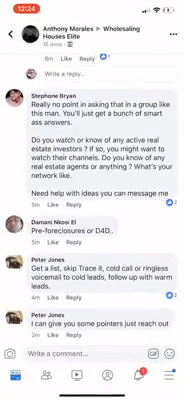 12:24
Anthony Morales ▸ Wholesaling
Houses Elite
18 mins ·
8m Like Reply 1
Write a reply...
Stephone Bryan
Really no point in asking that in a group like
this man. You'll just get a bunch of smart
ass answers.
Do you watch or know of any active real
estate investors ? If so, you might want to
watch their channels. Do you know of any
real estate agents or anything ? What's your
network like.
Need help with ideas you can message me
5m Like Reply 2
Damani Nkosi El
Pre-foreclosures or D4D..
5m Like Reply
Peter Jones
Get a list, skip Trace it, cold call or ringless
voicemail to cold leads, follow up with warm
leads.
4m Like Reply 2
Peter Jones
I can give you some pointers just reach out
2m Like Reply
Write a comment...
GIF
1